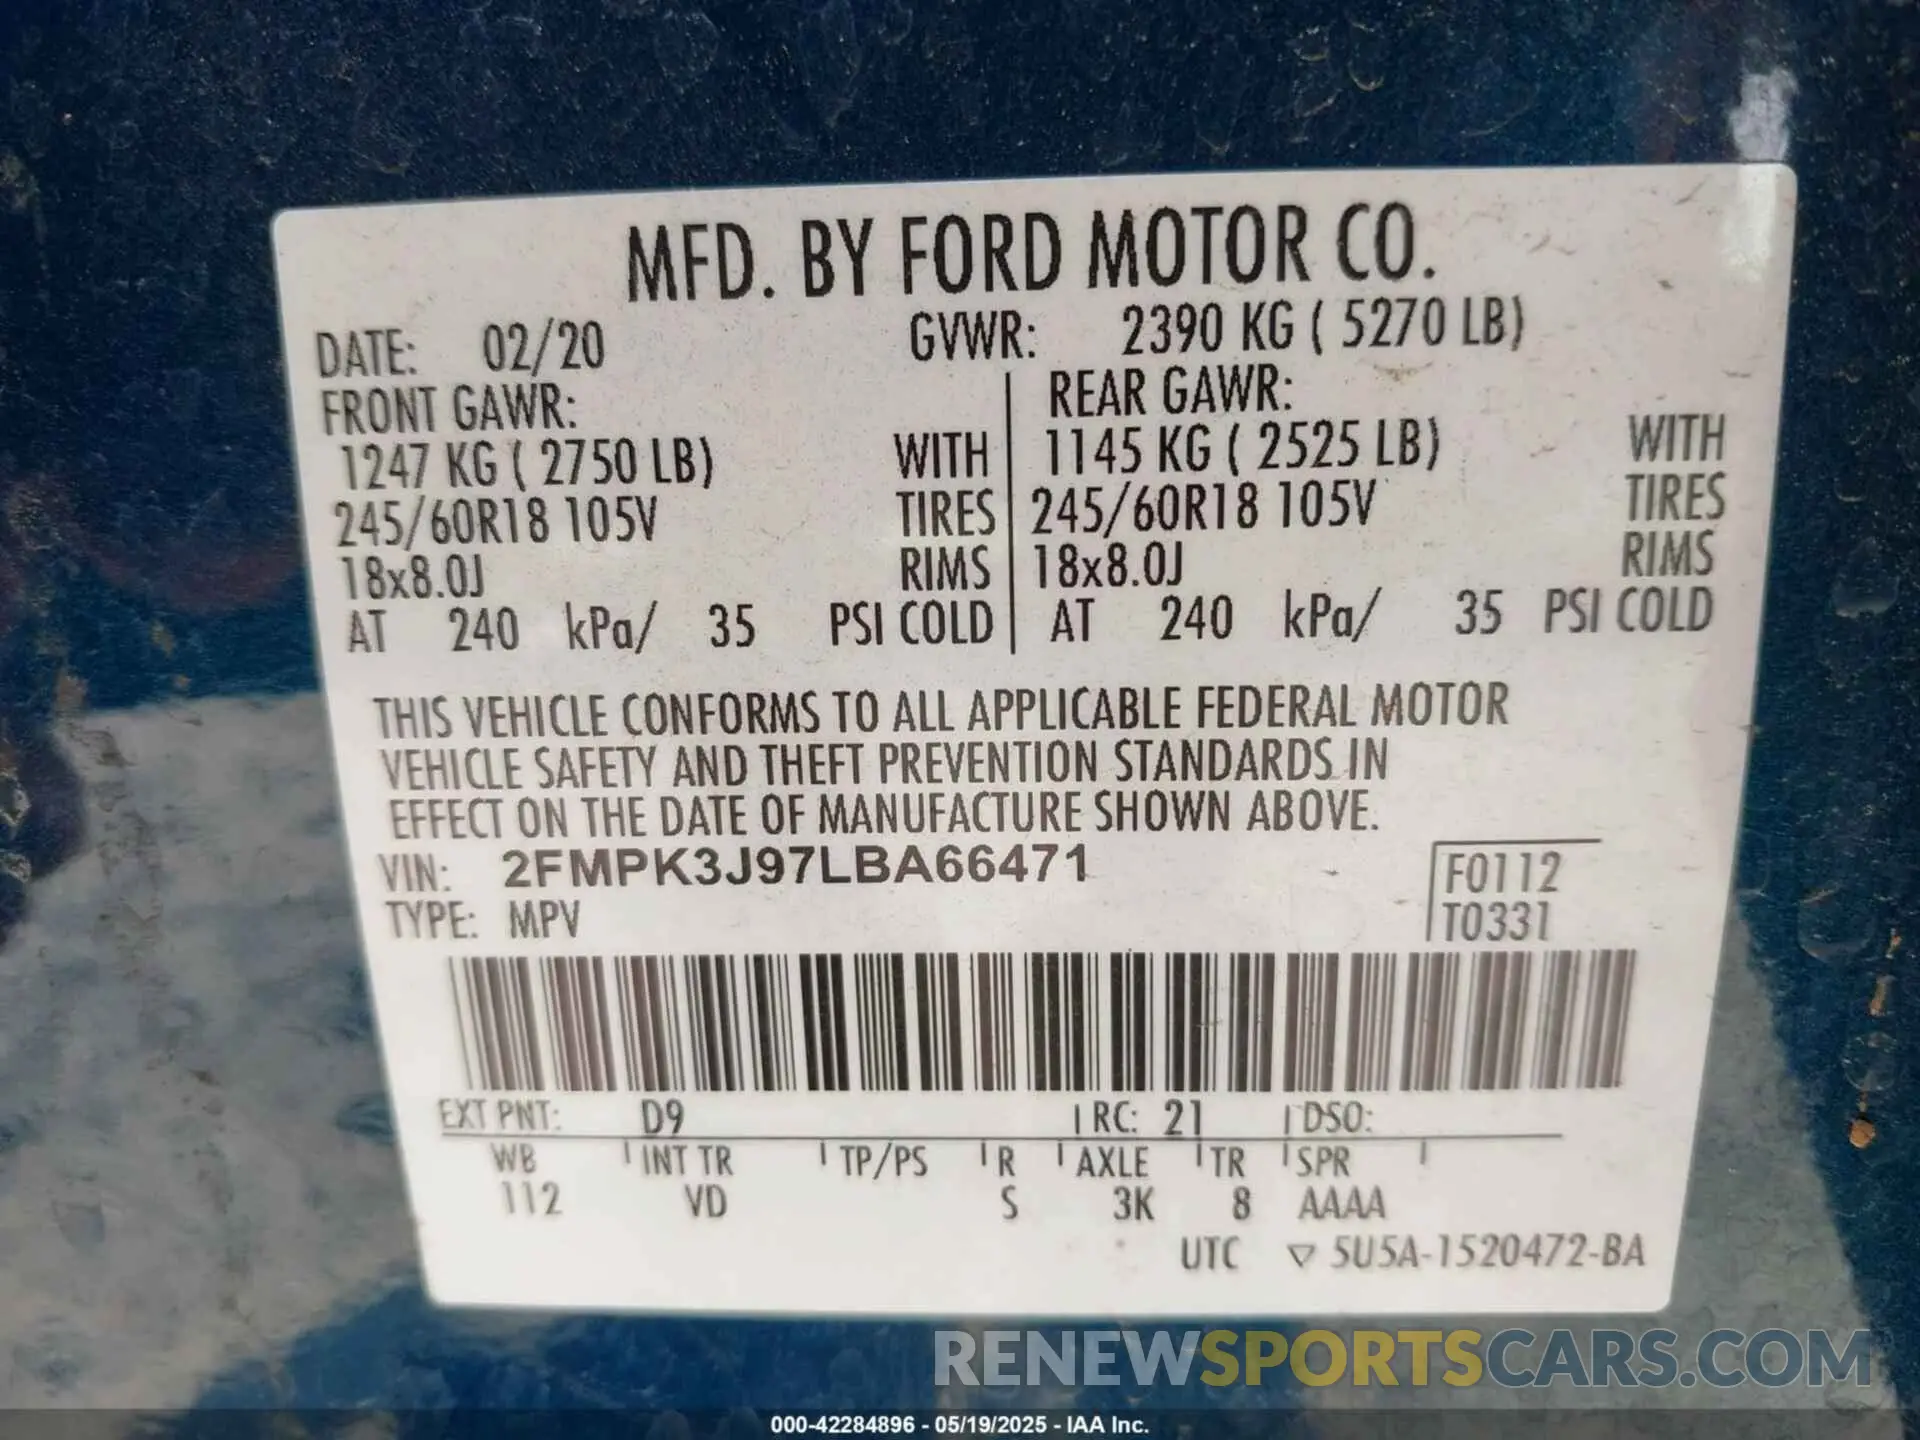 MFD. BY FORD MOTOR CO.
DATE: 02/20 GVWR: 2390 KG ( 5270 LB)
FRONT GAWR: REAR GAWR:
1247 KG ( 2750 LB) WITH 1145 KG ( 2525 LB) WITH
245/60R18 105V TIRES 245/60R18 105V TIRES
18x8.0J RIMS 18x8.0J RIMS
AT 240 kPa/ 35 PSI COLD AT 240 kPa/ 35 PSI COLD
THIS VEHICLE CONFORMS TO ALL APPLICABLE FEDERAL MOTOR
VEHICLE SAFETY AND THEFT PREVENTION STANDARDS IN
EFFECT ON THE DATE OF MANUFACTURE SHOWN ABOVE.
VIN: 2FMPK3J97LBA66471 F0112
TYPE: MPV T0331
EXT PNT: D9 RC: 21 DSO:
WB INT TR TP/PS R AXLE TR SPR
112 VD S 3K 8 AAAA
UTC ▽ 5U5A-1520472-BA
RENEWSPORTSCARS.COM
000-42284896 - 05/19/2025 - IAA Inc.